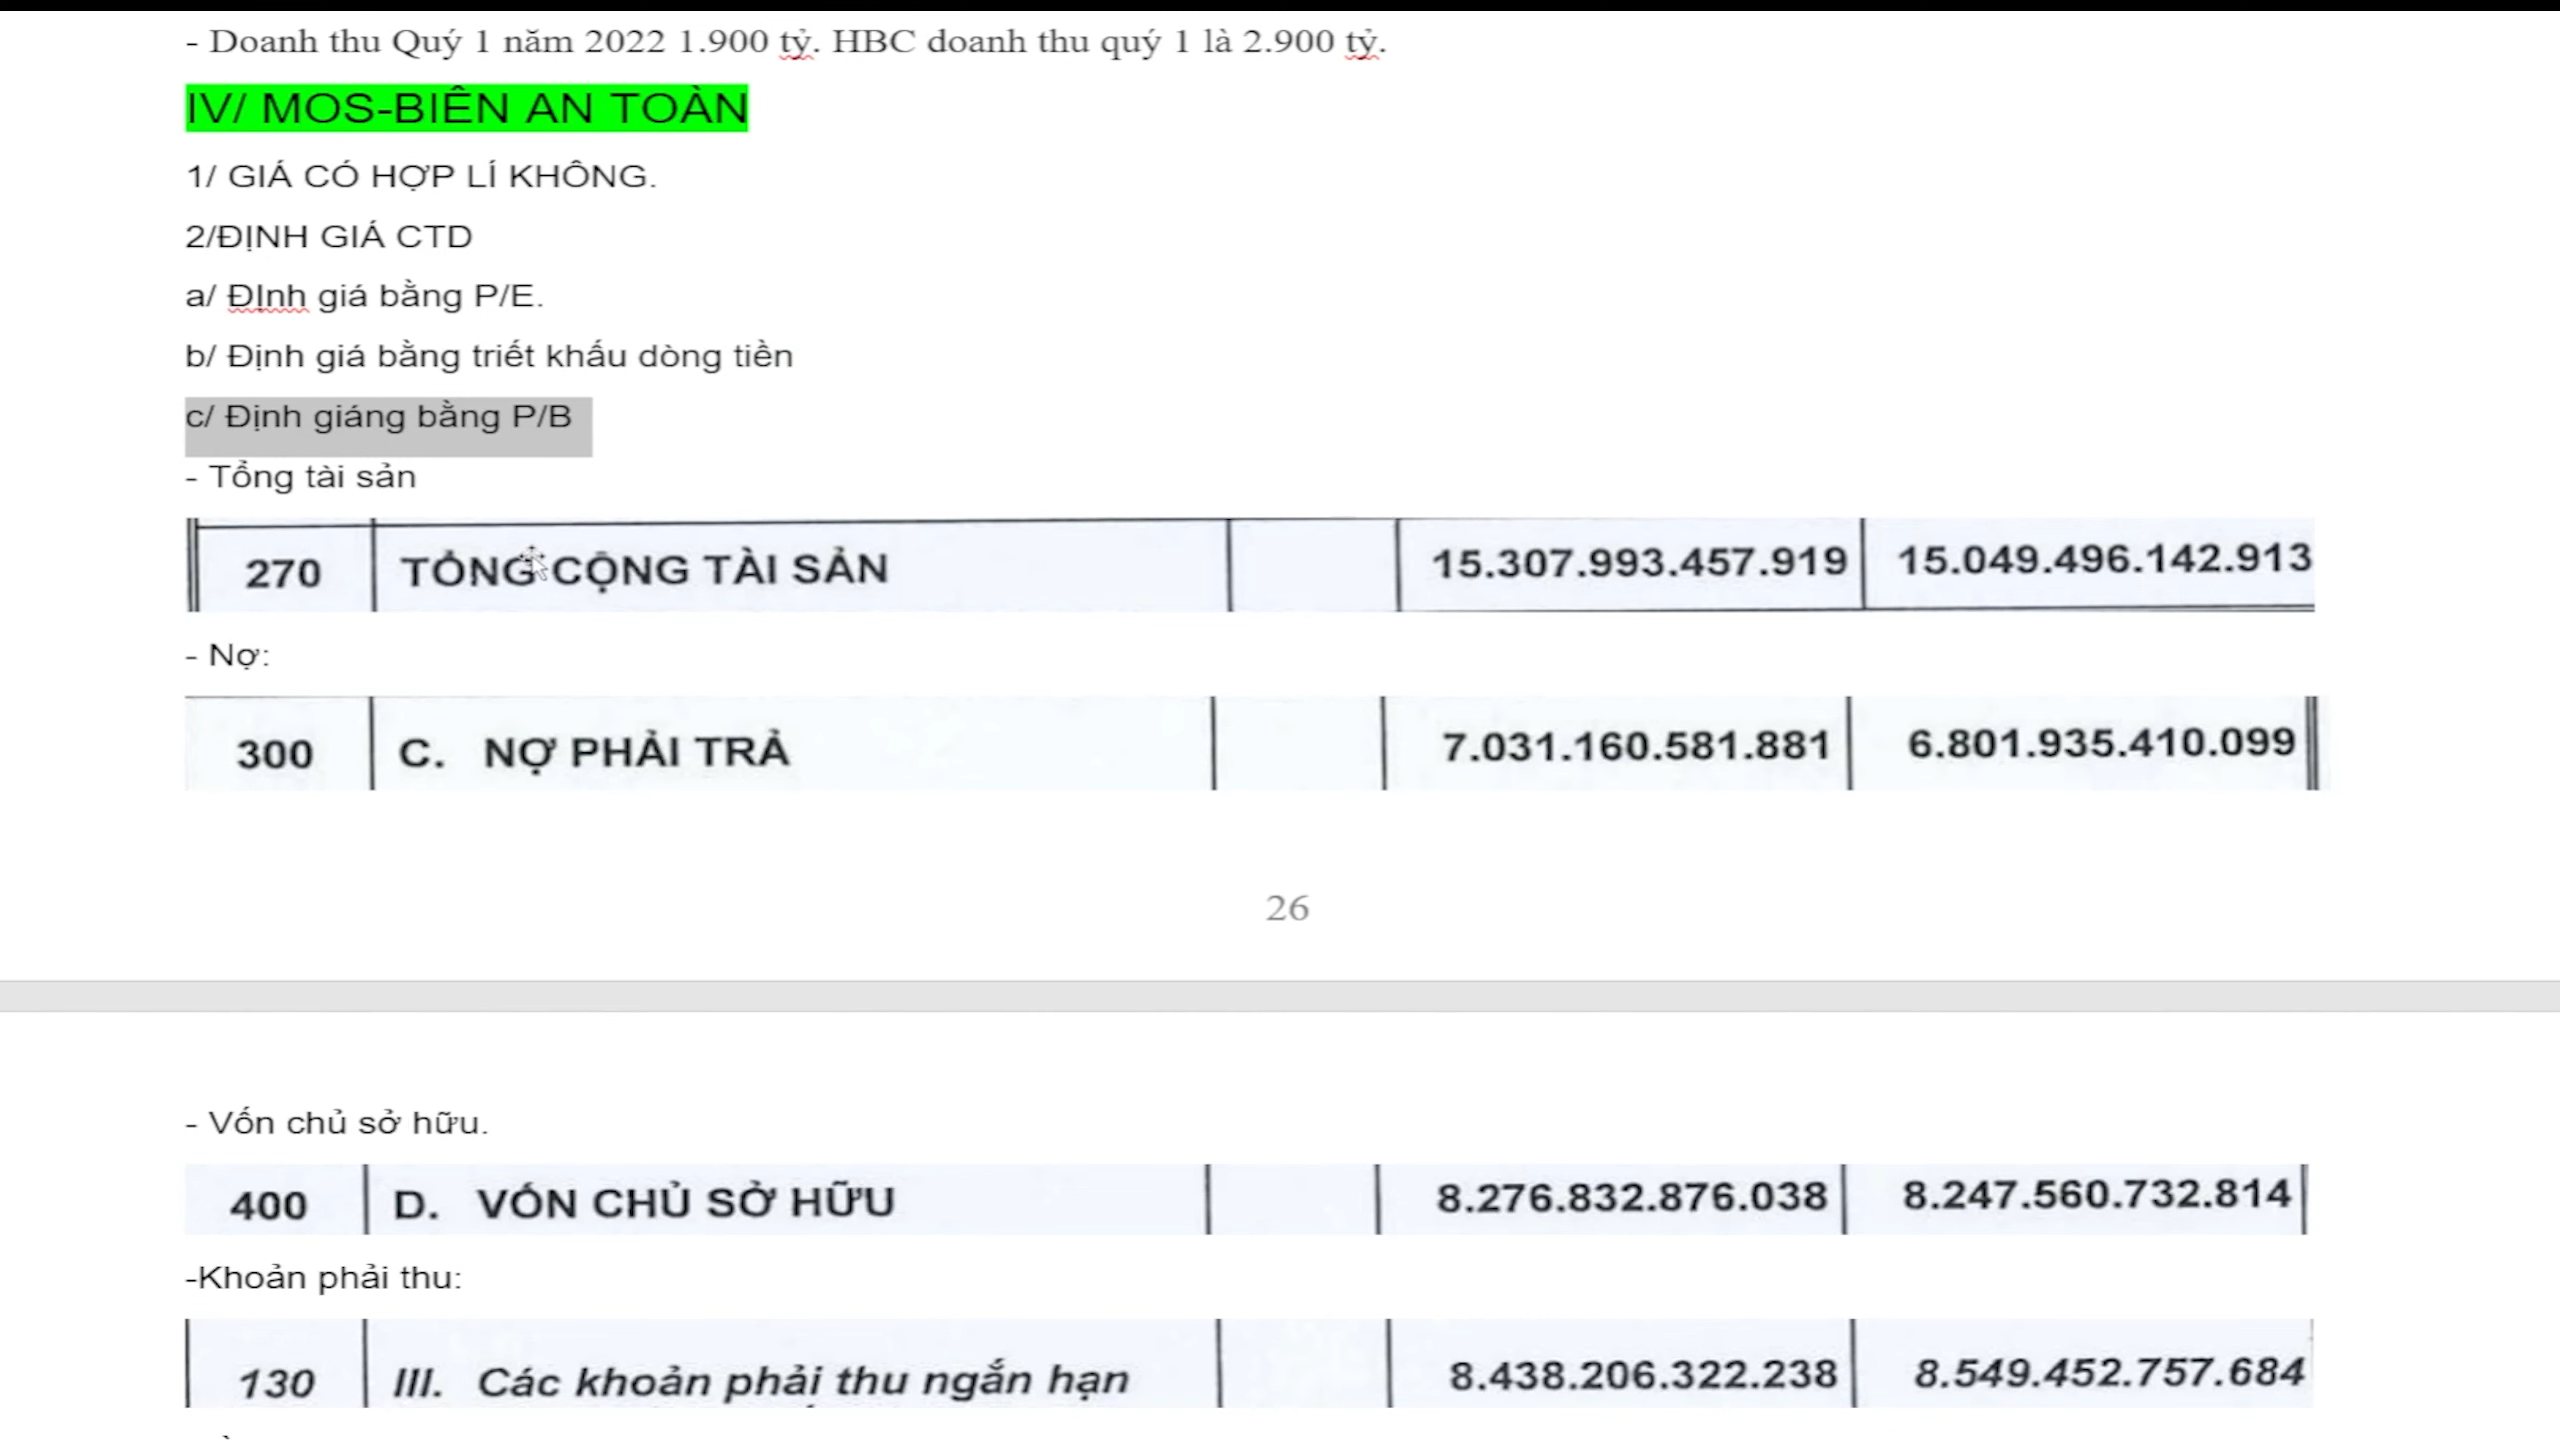 - Doanh thu Quý 1 năm 2022 1.900 tỷ. HBC doanh thu quý 1 là 2.900 tỷ.
IV/ MOS-BIÊN AN TOÀN
1/ GIÁ CÓ HỢP LÍ KHÔNG.
2/ĐỊNH GIÁ CTD
a/ ĐInh giá bằng P/E.
b/ Định giá bằng triết khấu dòng tiền
c/ Định giáng bằng P/B
- Tổng tài sản
270 TỔNG CỘNG TÀI SẢN 15.307.993.457.919 15.049.496.142.913
- Nợ:
300 C. NỢ PHẢI TRẢ 7.031.160.581.881 6.801.935.410.099
26
- Vốn chủ sở hữu.
400 D. VỐN CHỦ SỞ HỮU 8.276.832.876.038 8.247.560.732.814
-Khoản phải thu:
130 III. Các khoản phải thu ngắn hạn 8.438.206.322.238 8.549.452.757.684